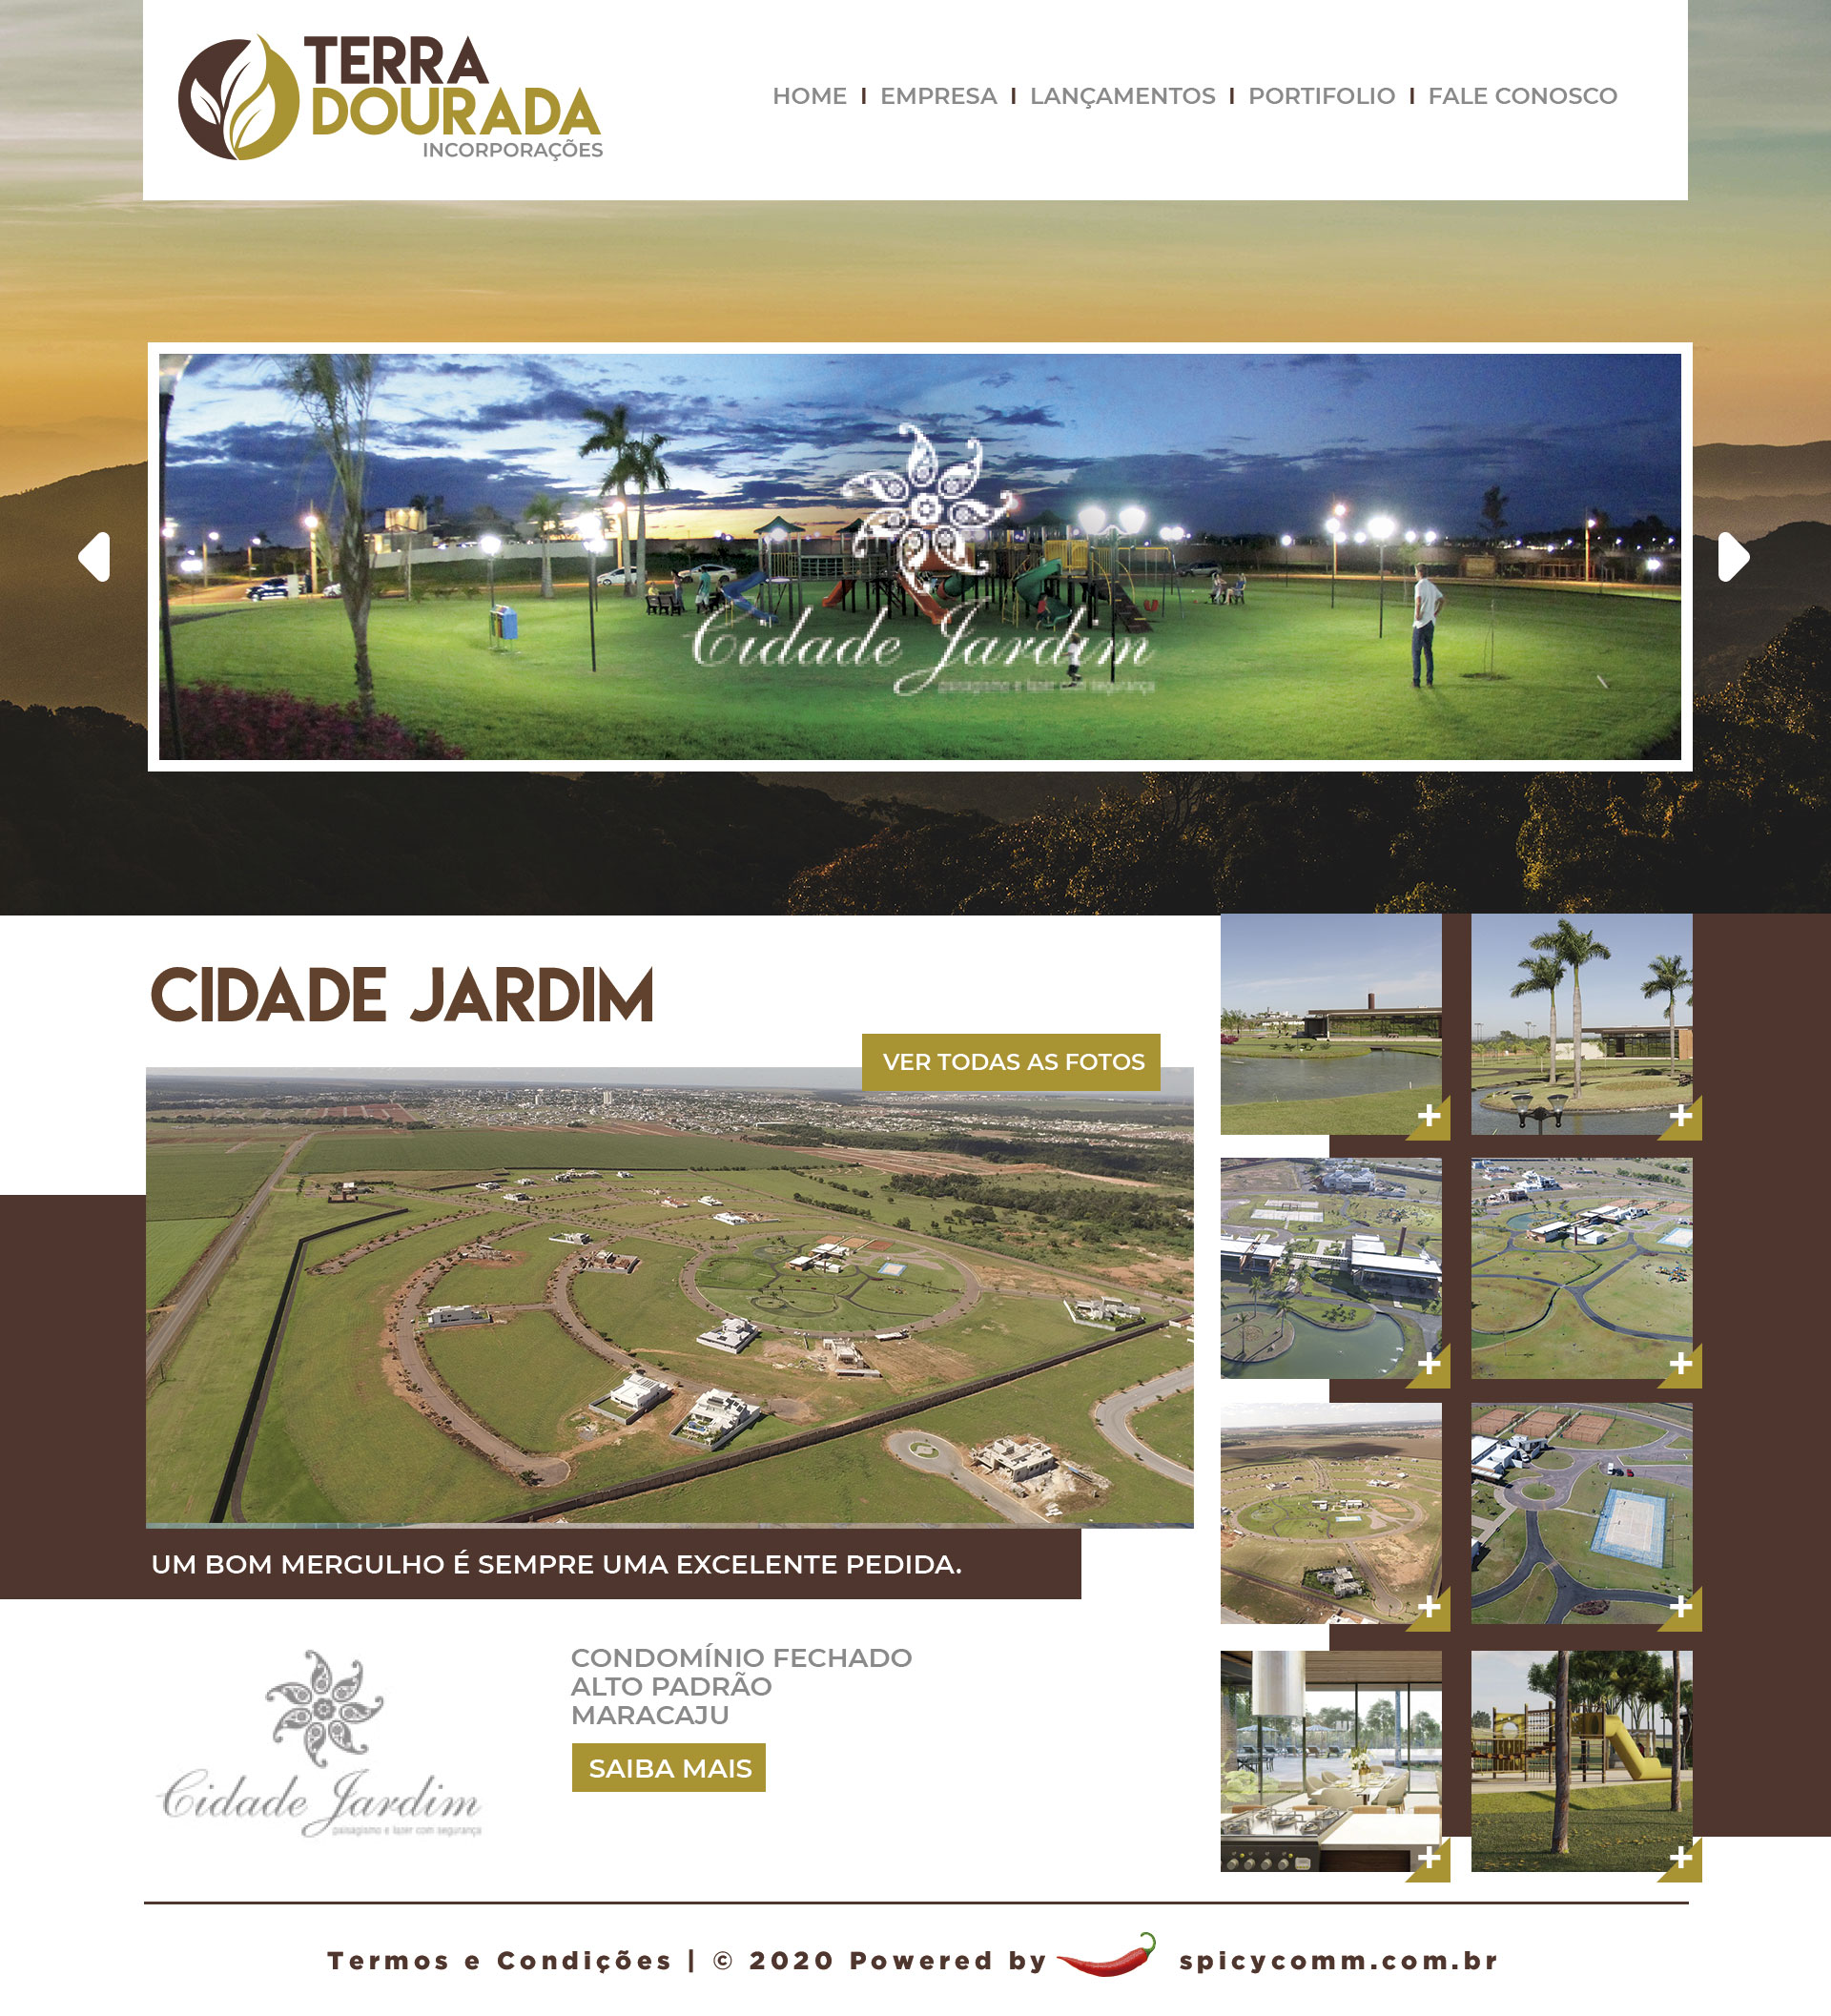 TERRA
DOURADA
INCORPORAÇÕES
HOME I EMPRESA I LANÇAMENTOS I PORTIFOLIO I FALE CONOSCO
Cidade Jardim
paisagismo e lazer com segurança
CIDADE JARDIM
VER TODAS AS FOTOS
UM BOM MERGULHO É SEMPRE UMA EXCELENTE PEDIDA.
CONDOMÍNIO FECHADO
ALTO PADRÃO
MARACAJU
SAIBA MAIS
Cidade Jardim
paisagismo e lazer com segurança
Termos e Condições | © 2020 Powered by spicycomm.com.br